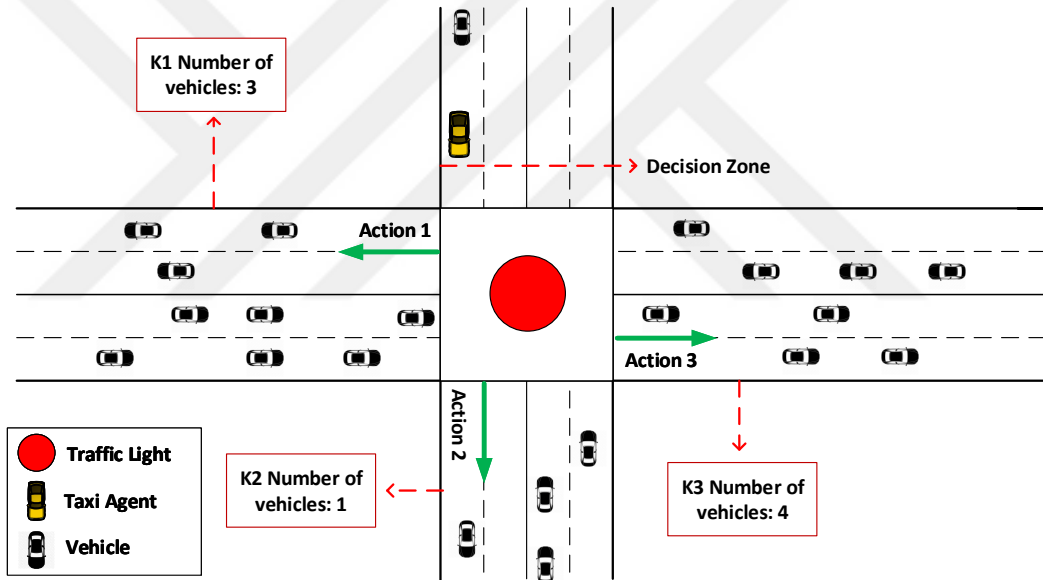 K1 Number of
vehicles: 3
Decision Zone
Action 1
Action 3
Action 2
K2 Number of
vehicles: 1
K3 Number of
vehicles: 4
Traffic Light
Taxi Agent
Vehicle